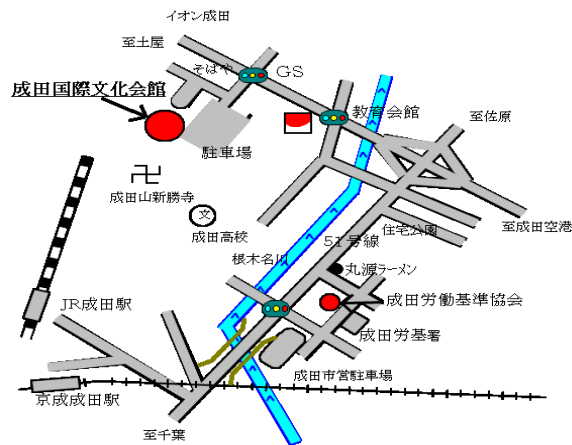 イオン成田
至土屋
そばや
GS
成田国際文化会館
教育会館
至佐原
駐車場
成田山新勝寺
文
成田高校
至成田空港
住宅公園
51号線
根木名川
丸源ラーメン
成田労働基準協会
JR成田駅
成田労基署
成田市営駐車場
京成成田駅
至千葉